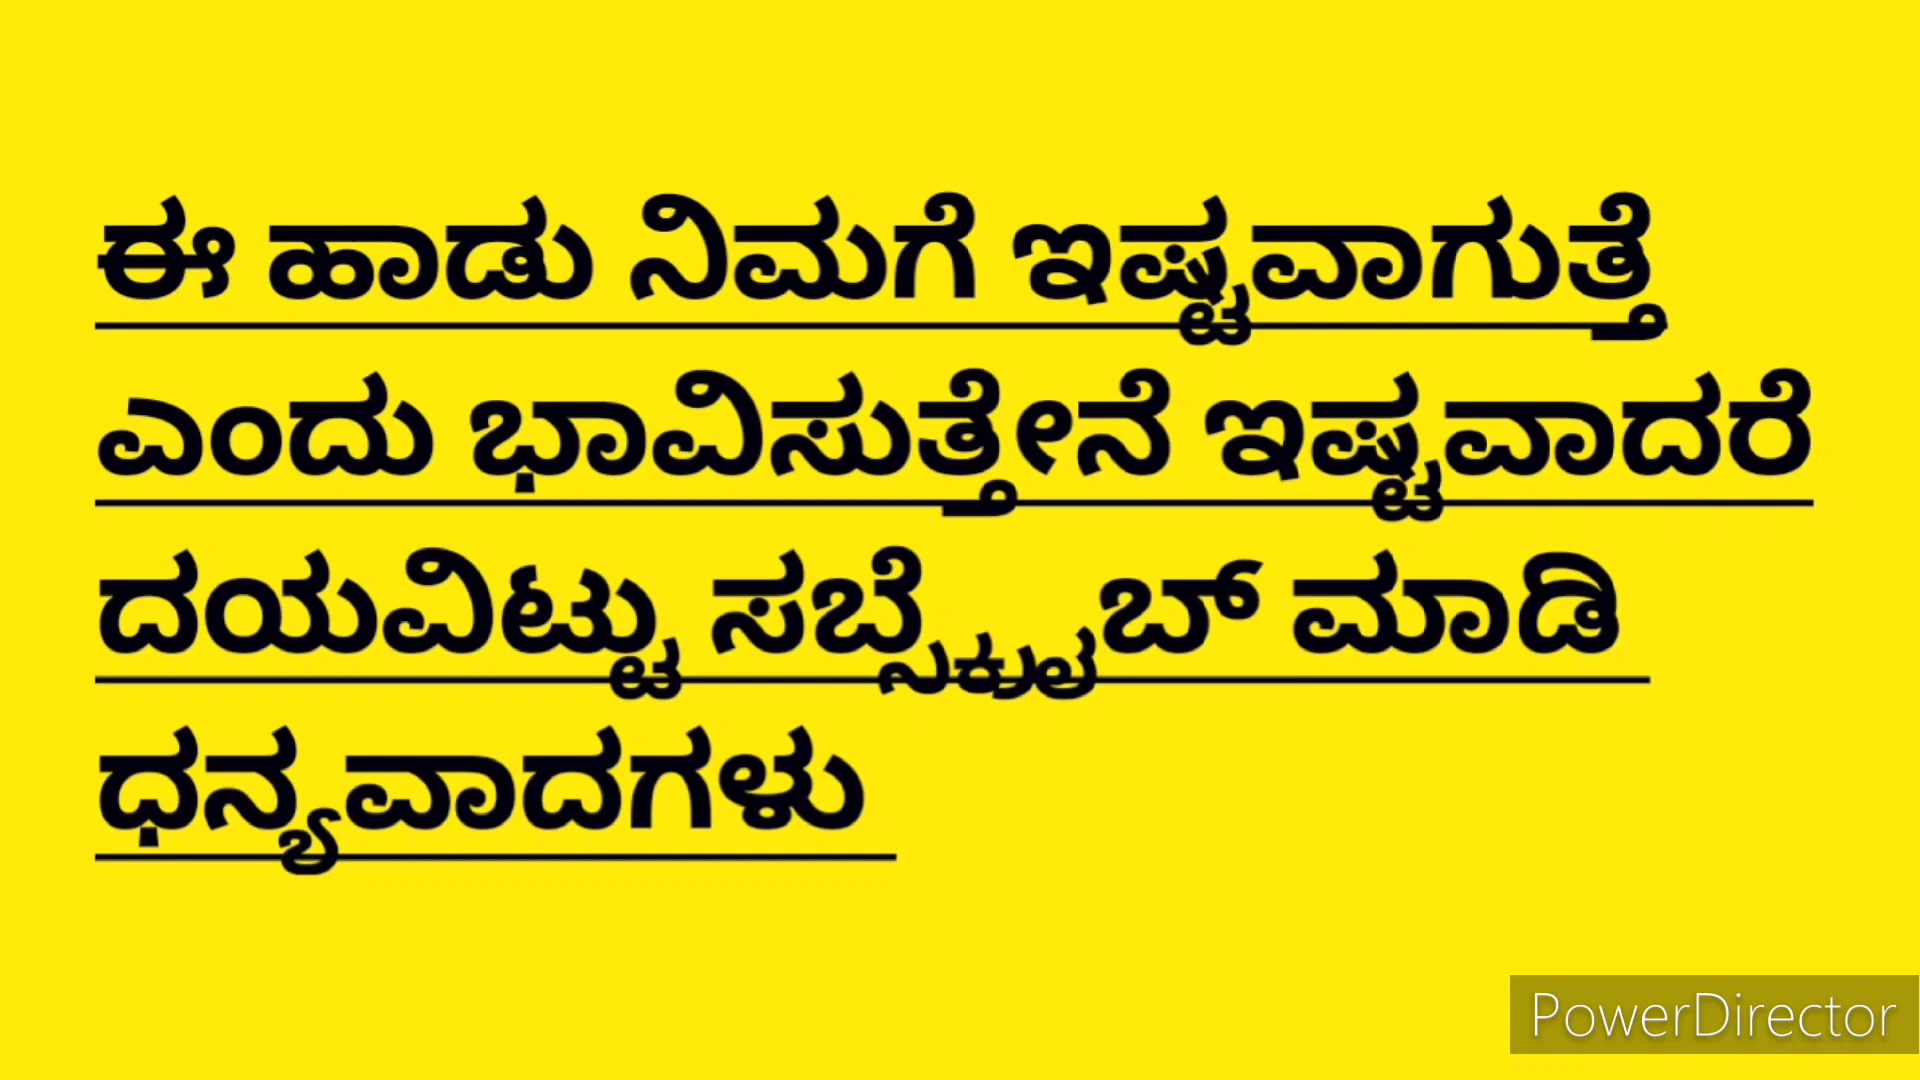 ಈ ಹಾಡು ನಿಮಗೆ ಇಷ್ಟವಾಗುತ್ತೆ
ಎಂದು ಭಾವಿಸುತ್ತೇನೆ ಇಷ್ಟವಾದರೆ
ದಯವಿಟ್ಟು ಸಬ್ಸ್ಕ್ರೈಬ್ ಮಾಡಿ
ಧನ್ಯವಾದಗಳು
PowerDirector